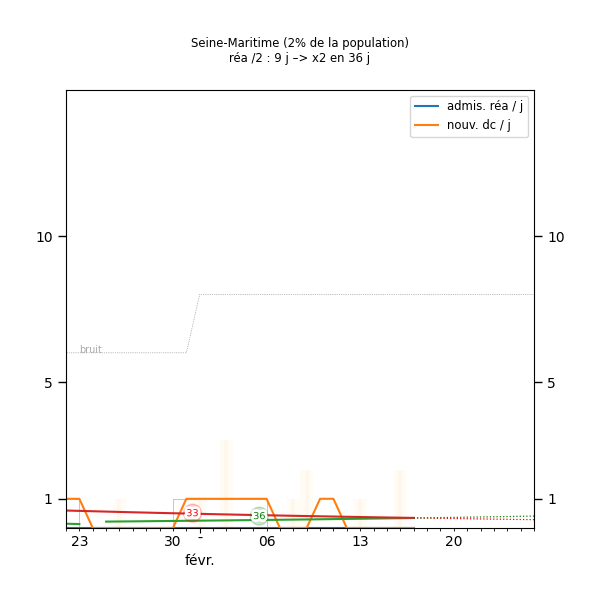 Seine-Maritime (2% de la population)
réa /2 : 9 j –> x2 en 36 j
admis. réa / j
nouv. dc / j
10
10
bruit
5
5
1
1
33
36
23
30
-
06
13
20
févr.